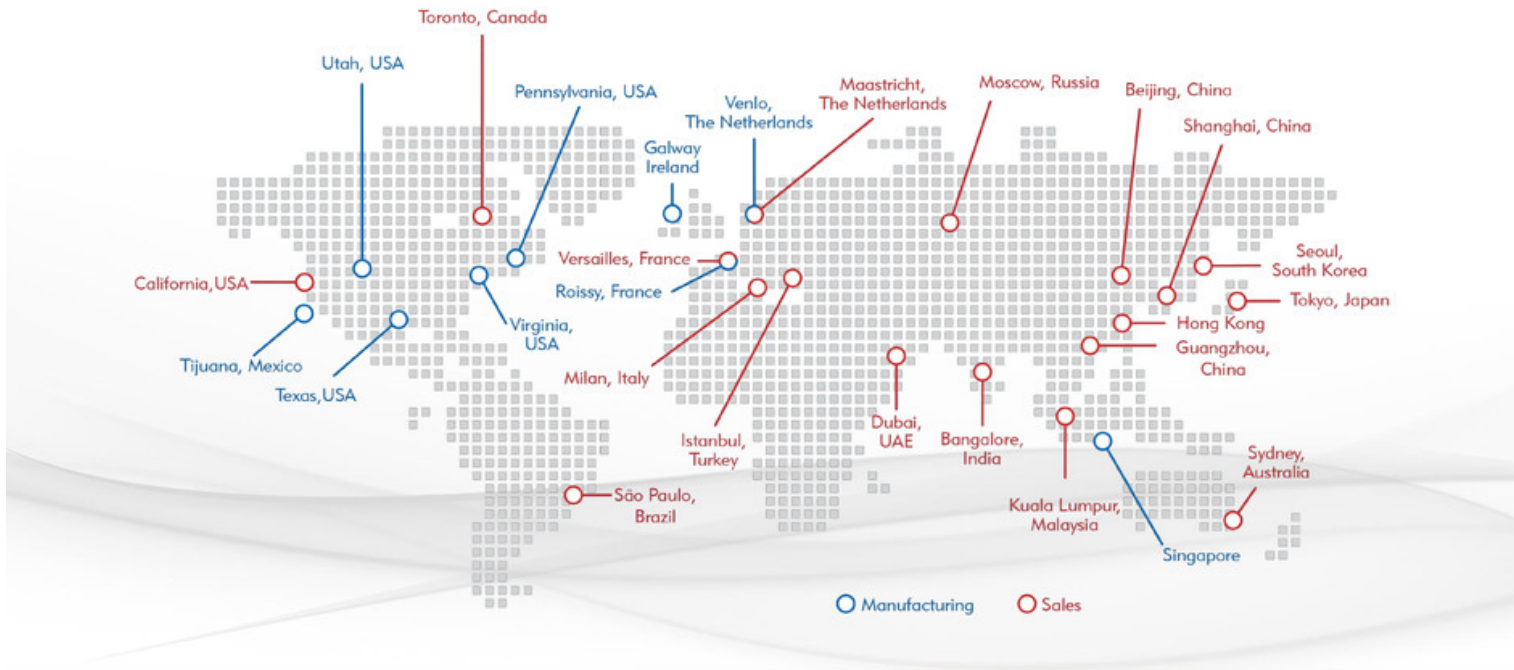 Toronto, Canada
Utah, USA
Pennsylvania, USA
Venlo,
The Netherlands
Maastricht,
The Netherlands
Moscow, Russia
Beijing, China
Shanghai, China
Galway
Ireland
California,USA
Versailles, France
Roissy, France
Seoul,
South Korea
Tokyo, Japan
Hong Kong
Guangzhou,
China
Virginia,
USA
Tijuana, Mexico
Texas,USA
Milan, Italy
Istanbul,
Turkey
Dubai,
UAE
Bangalore,
India
Sydney,
Australia
São Paulo,
Brazil
Kuala Lumpur,
Malaysia
Singapore
Manufacturing
Sales